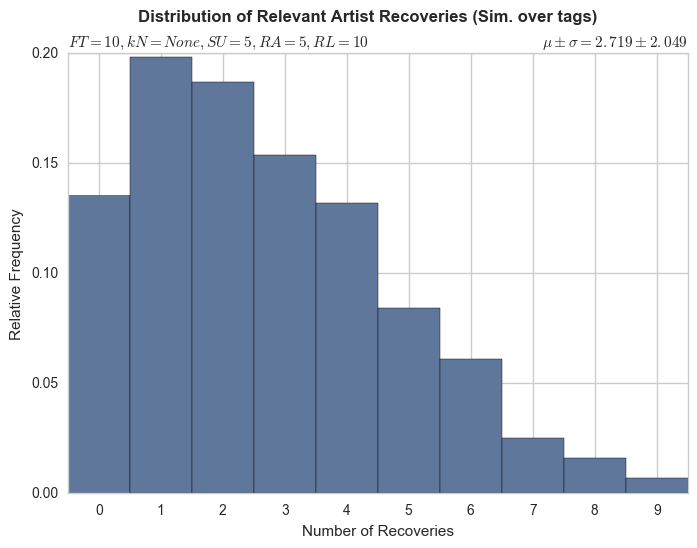 Distribution of Relevant Artist Recoveries (Sim. over tags)
FT = 10, kN = None, SU = 5, RA = 5, RL = 10
μ ± σ = 2.719 ± 2.049
0.20
0.15
0.10
0.05
0.00
Relative Frequency
0 1 2 3 4 5 6 7 8 9
Number of Recoveries